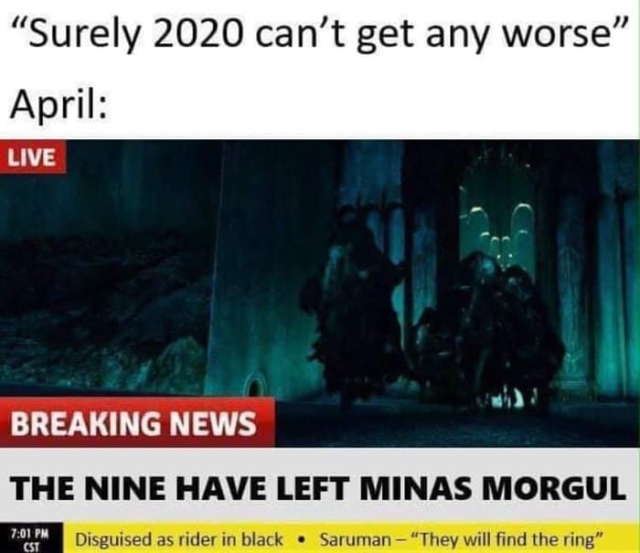 “Surely 2020 can’t get any worse”
April:
LIVE
BREAKING NEWS
THE NINE HAVE LEFT MINAS MORGUL
7:01 PM
CST
Disguised as rider in black • Saruman – “They will find the ring”